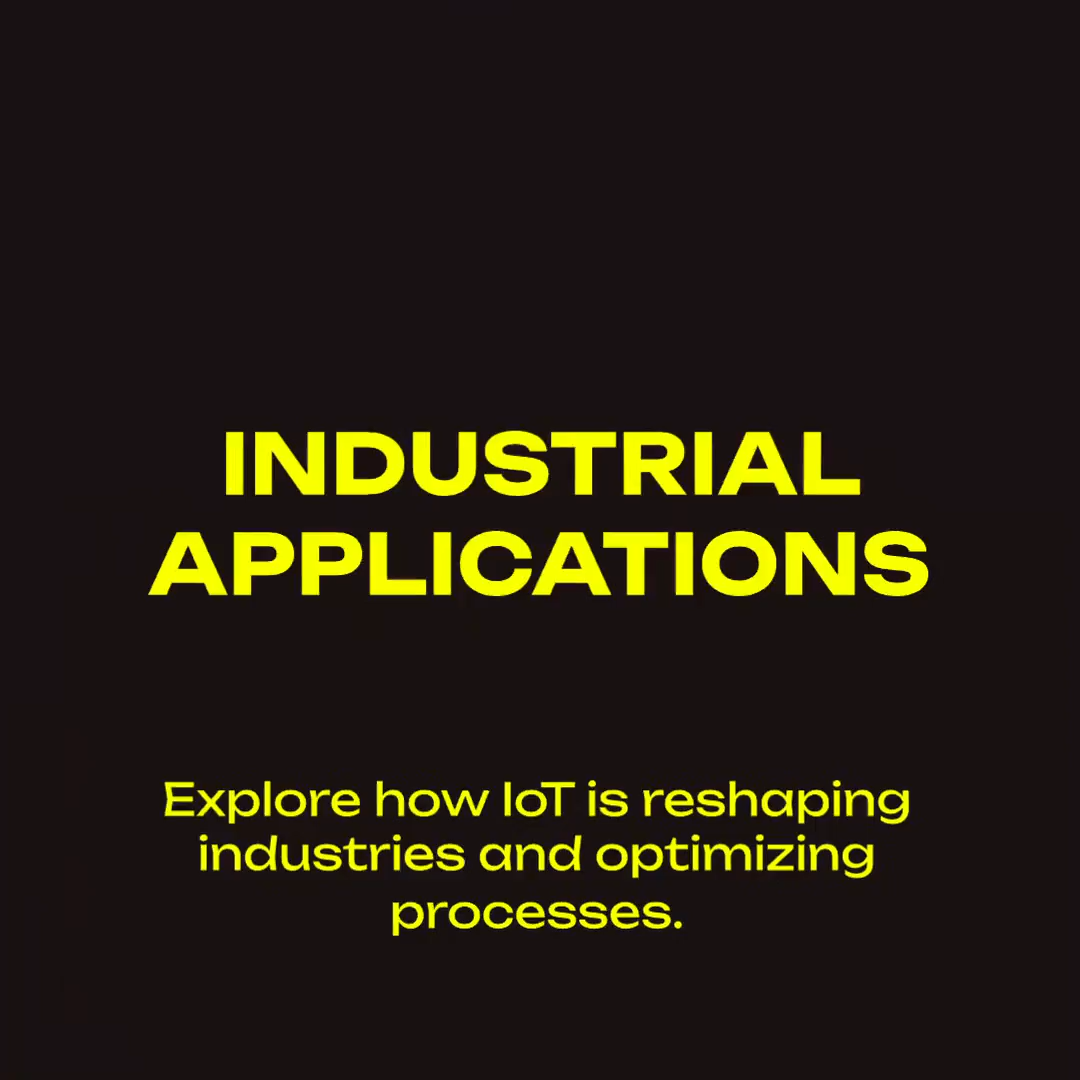 INDUSTRIAL
APPLICATIONS
Explore how IoT is reshaping
industries and optimizing
processes.